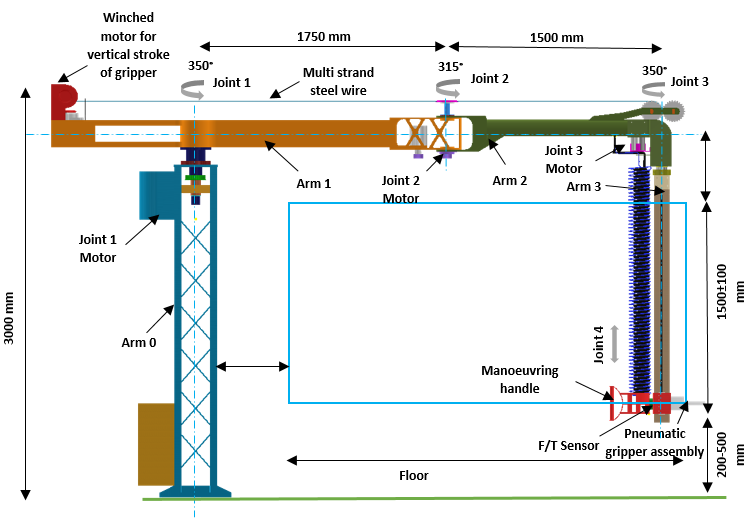 Winched
motor for
vertical stroke
of gripper
1750 mm
1500 mm
350°
Joint 1
Multi strand
steel wire
315°
Joint 2
350°
Joint 3
Arm 1
Joint 2
Motor
Arm 2
Joint 3
Motor
Arm 3
Joint 1
Motor
3000 mm
Arm 0
1500±100
mm
Joint 4
Manoeuvring
handle
F/T Sensor
Pneumatic
gripper assembly
200-500
mm
Floor